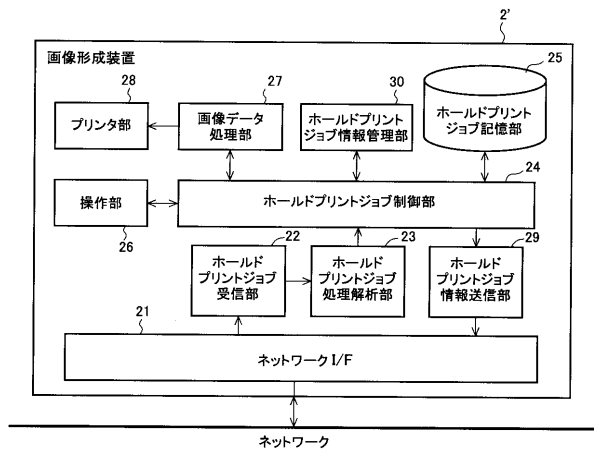 2'
画像形成装置
28
プリンタ部
27
画像データ
処理部
30
ホールドプリント
ジョブ情報管理部
25
ホールドプリント
ジョブ記憶部
24
ホールドプリントジョブ制御部
操作部
26
22
ホールド
プリントジョブ
受信部
23
ホールド
プリントジョブ
処理解析部
29
ホールド
プリントジョブ
情報送信部
21
ネットワーク I/F
ネットワーク